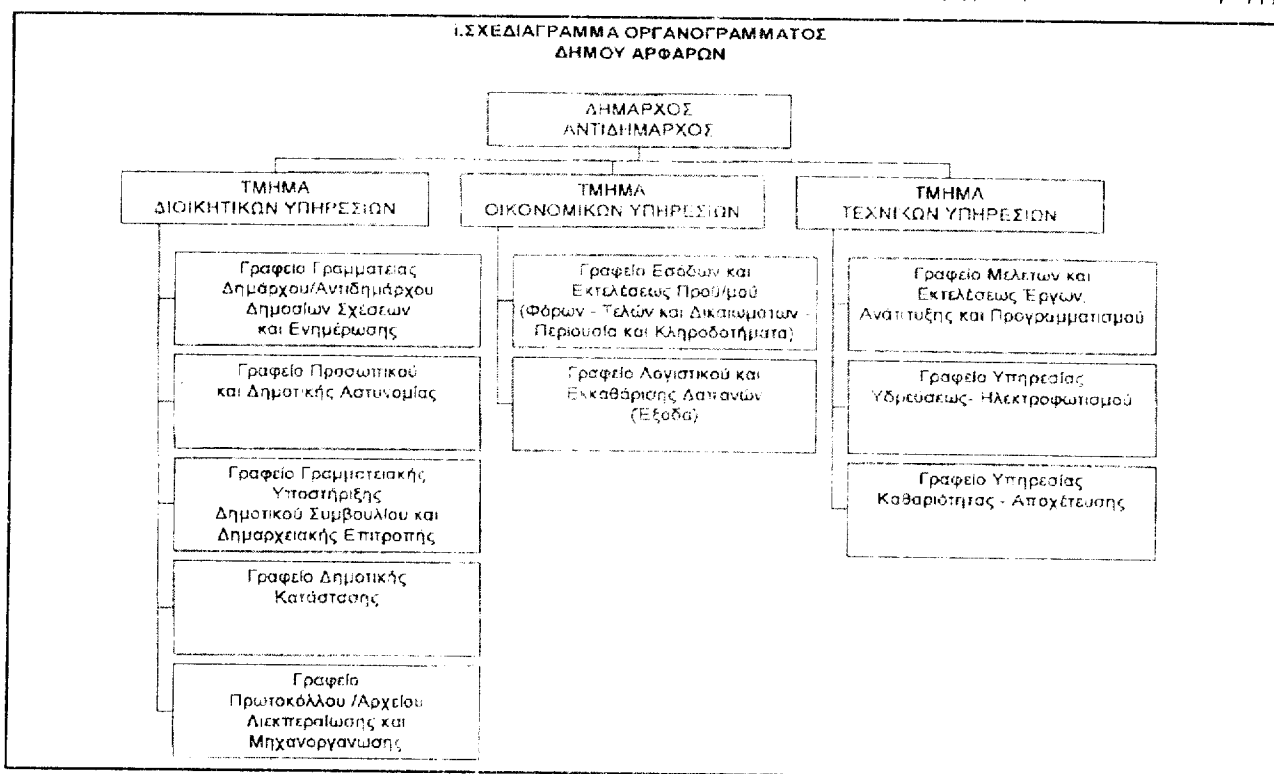 i.ΣΧΕΔΙΑΓΡΑΜΜΑ ΟΡΓΑΝΟΓΡΑΜΜΑΤΟΣ
ΔΗΜΟΥ ΑΡΦΑΡΩΝ
ΔΗΜΑΡΧΟΣ
ΑΝΤΙΔΗΜΑΡΧΟΣ
ΤΜΗΜΑ
ΔΙΟΙΚΗΤΙΚΩΝ ΥΠΗΡΕΣΙΩΝ
Γραφείο Γραμματείας
Δημάρχου/Αντιδημάρχου
Δημοσίων Σχέσεων
και Ενημέρωσης
Γραφείο Προσωπικού
και Δημοτικής Αστυνομίας
Γραφείο Γραμματειακής
Υποστήριξης
Δημοτικού Συμβουλίου και
Δημαρχειακής Επιτροπής
Γραφείο Δημοτικής
Κατάστασης
Γραφείο
Πρωτοκόλλου /Αρχείου
Διεκπεραίωσης και
Μηχανοργανωσης
ΤΜΗΜΑ
ΟΙΚΟΝΟΜΙΚΩΝ ΥΠΗΡΕΣΙΩΝ
Γραφείο Εσόδων και
Εκτελέσεως Προϋ/μού
(Φόρων - Τελών και Δικαιωμάτων -
Περιουσία και Κληροδοτήματα)
Γραφείο Λογιστικού και
Εκκαθάρισης Δαπανών
(Έξοδα)
ΤΜΗΜΑ
ΤΕΧΝΙΚΩΝ ΥΠΗΡΕΣΙΩΝ
Γραφείο Μελετων και
Εκτελέσεως Έργων,
Ανάπτυξης και Προγραμματισμού
Γραφείο Υπηρεσίας
Υδρεύσεως- Ηλεκτροφωτισμού
Γραφείο Υπηρεσίας
Καθαριότητας - Αποχέτευσης